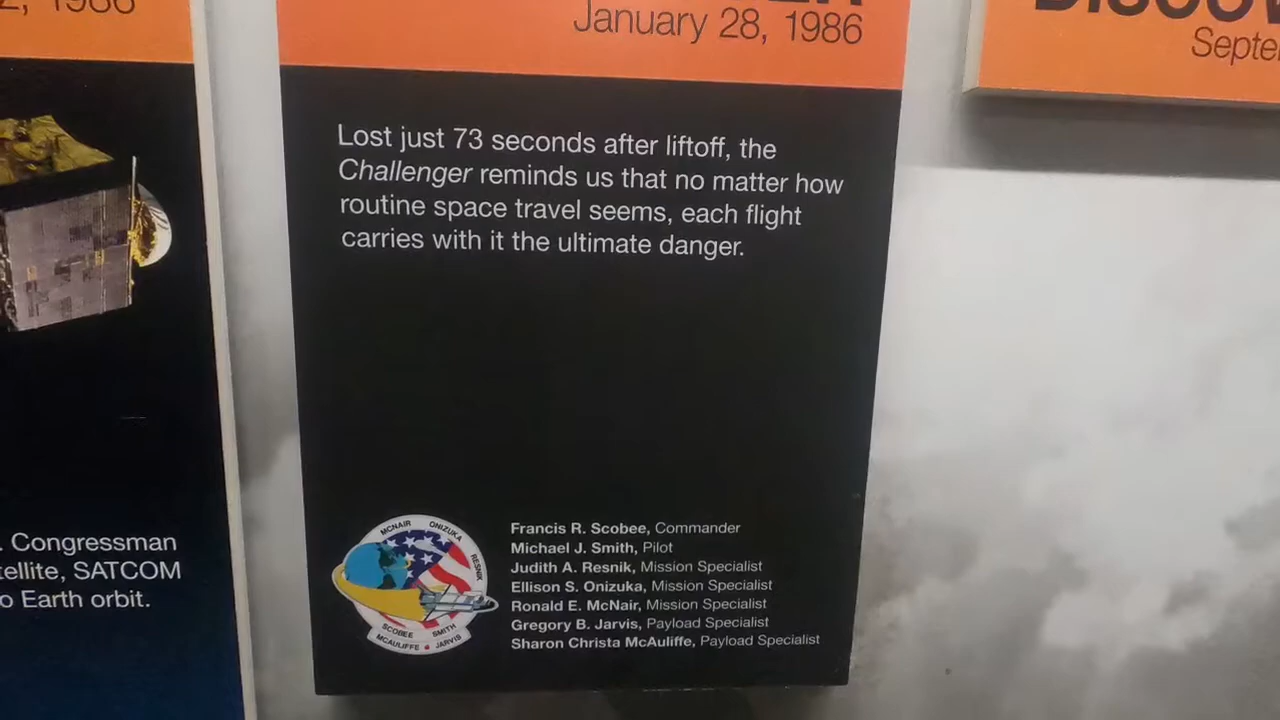 1986
January 28, 1986
Septe
Lost just 73 seconds after liftoff, the
Challenger reminds us that no matter how
routine space travel seems, each flight
carries with it the ultimate danger.
. Congressman
tellite, SATCOM
o Earth orbit.
MCNAIR ONIZUKA RESNIK
SCOBEE SMITH
MCAULIFFE JARVIS
Francis R. Scobee, Commander
Michael J. Smith, Pilot
Judith A. Resnik, Mission Specialist
Ellison S. Onizuka, Mission Specialist
Ronald E. McNair, Mission Specialist
Gregory B. Jarvis, Payload Specialist
Sharon Christa McAuliffe, Payload Specialist